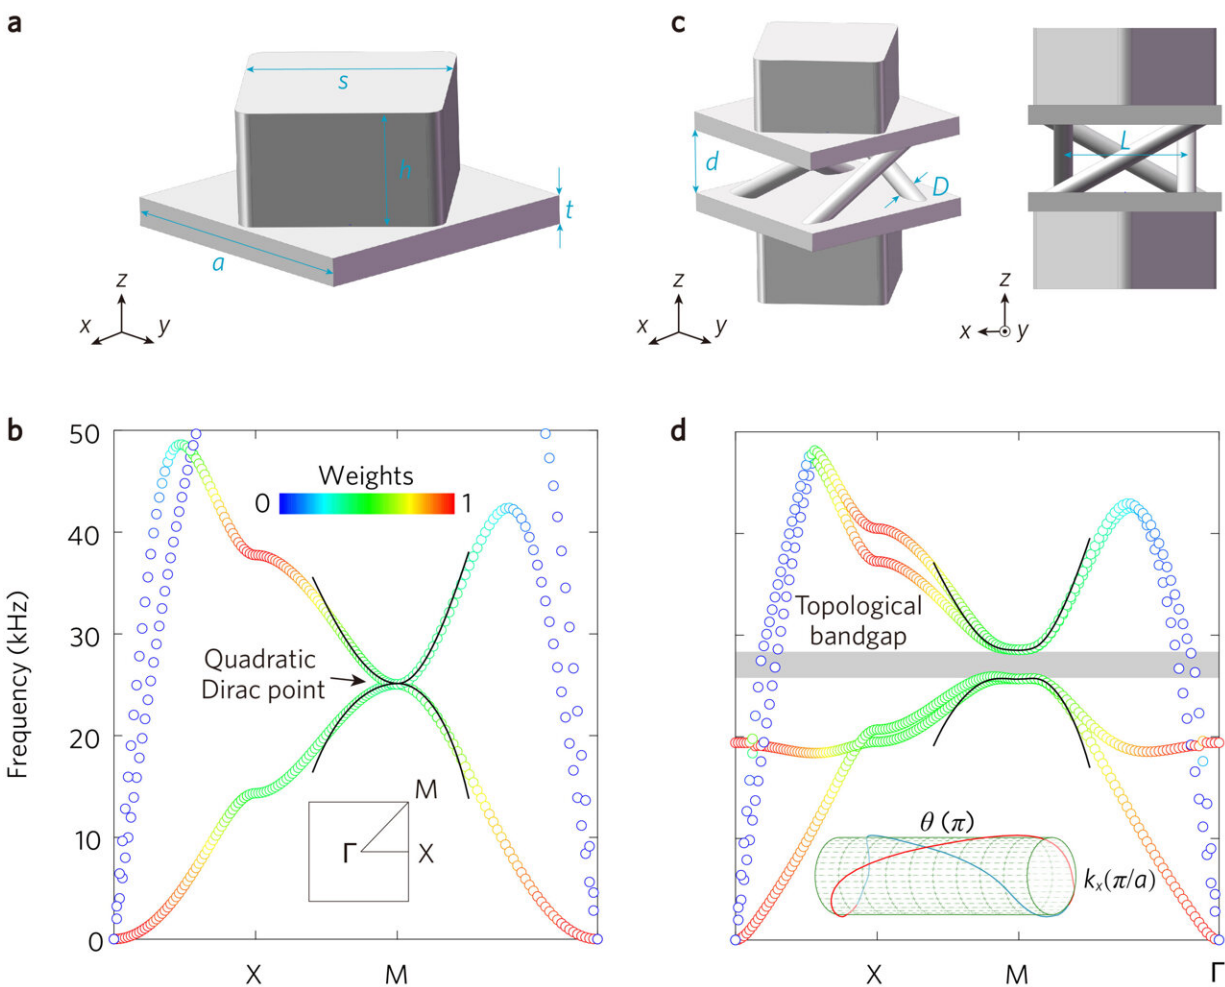 a
s
h
t
a
z
x
y
c
d
D
L
z
x
y
z
x
y
b
50
40
30
20
10
0
Frequency (kHz)
Weights
0
1
Quadratic
Dirac point
M
Γ
X
X
M
d
Topological
bandgap
θ (π)
kₓ(π/a)
X
M
Γ